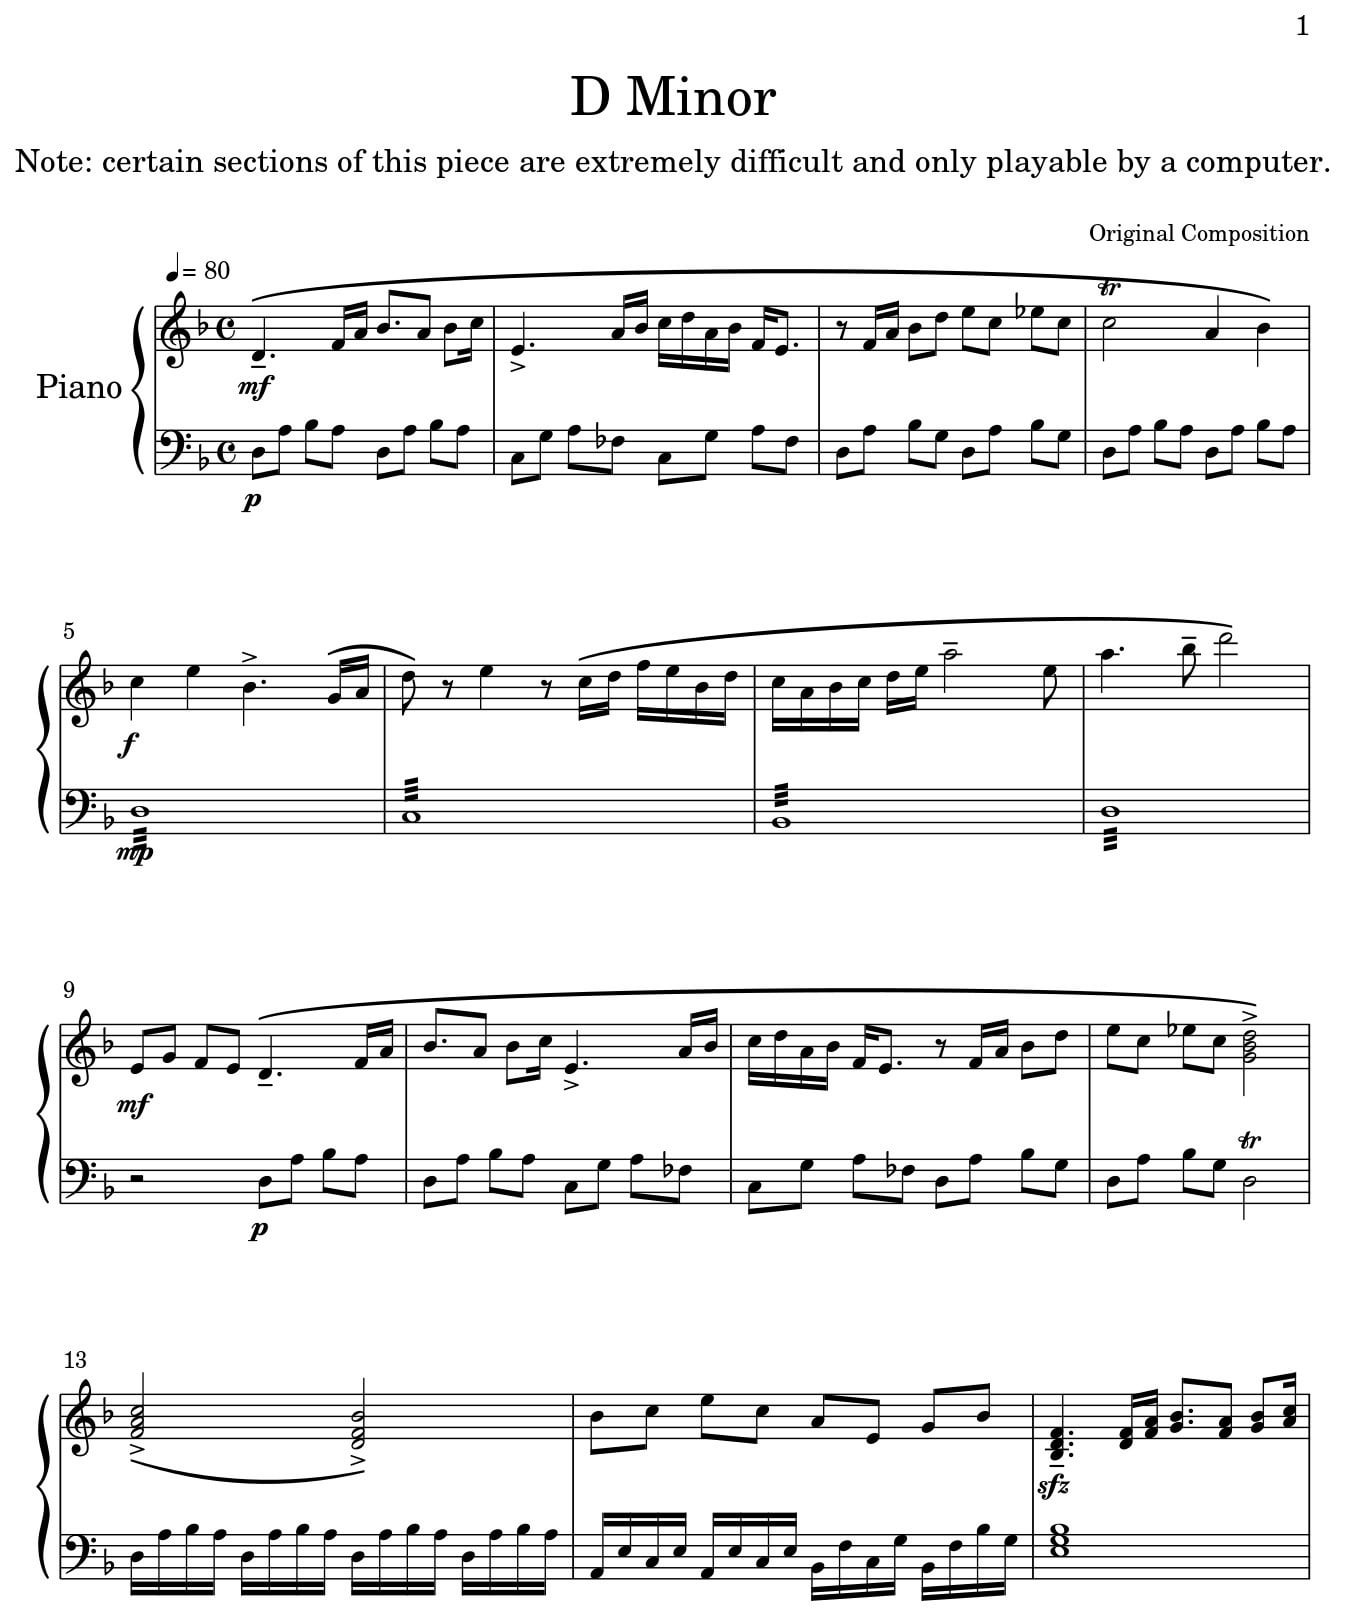 1
D Minor
Note: certain sections of this piece are extremely difficult and only playable by a computer.
Original Composition
= 80
tr
Piano
mf
p
5
f
mp
9
mf
tr
p
13
sfz